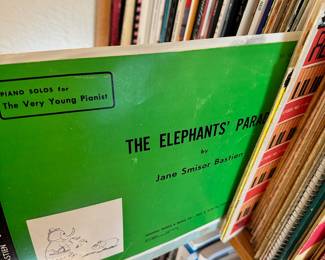 PIANO SOLOS for
The Very Young Pianist
THE ELEPHANTS' PARA
by
Jane Smisor Bastien